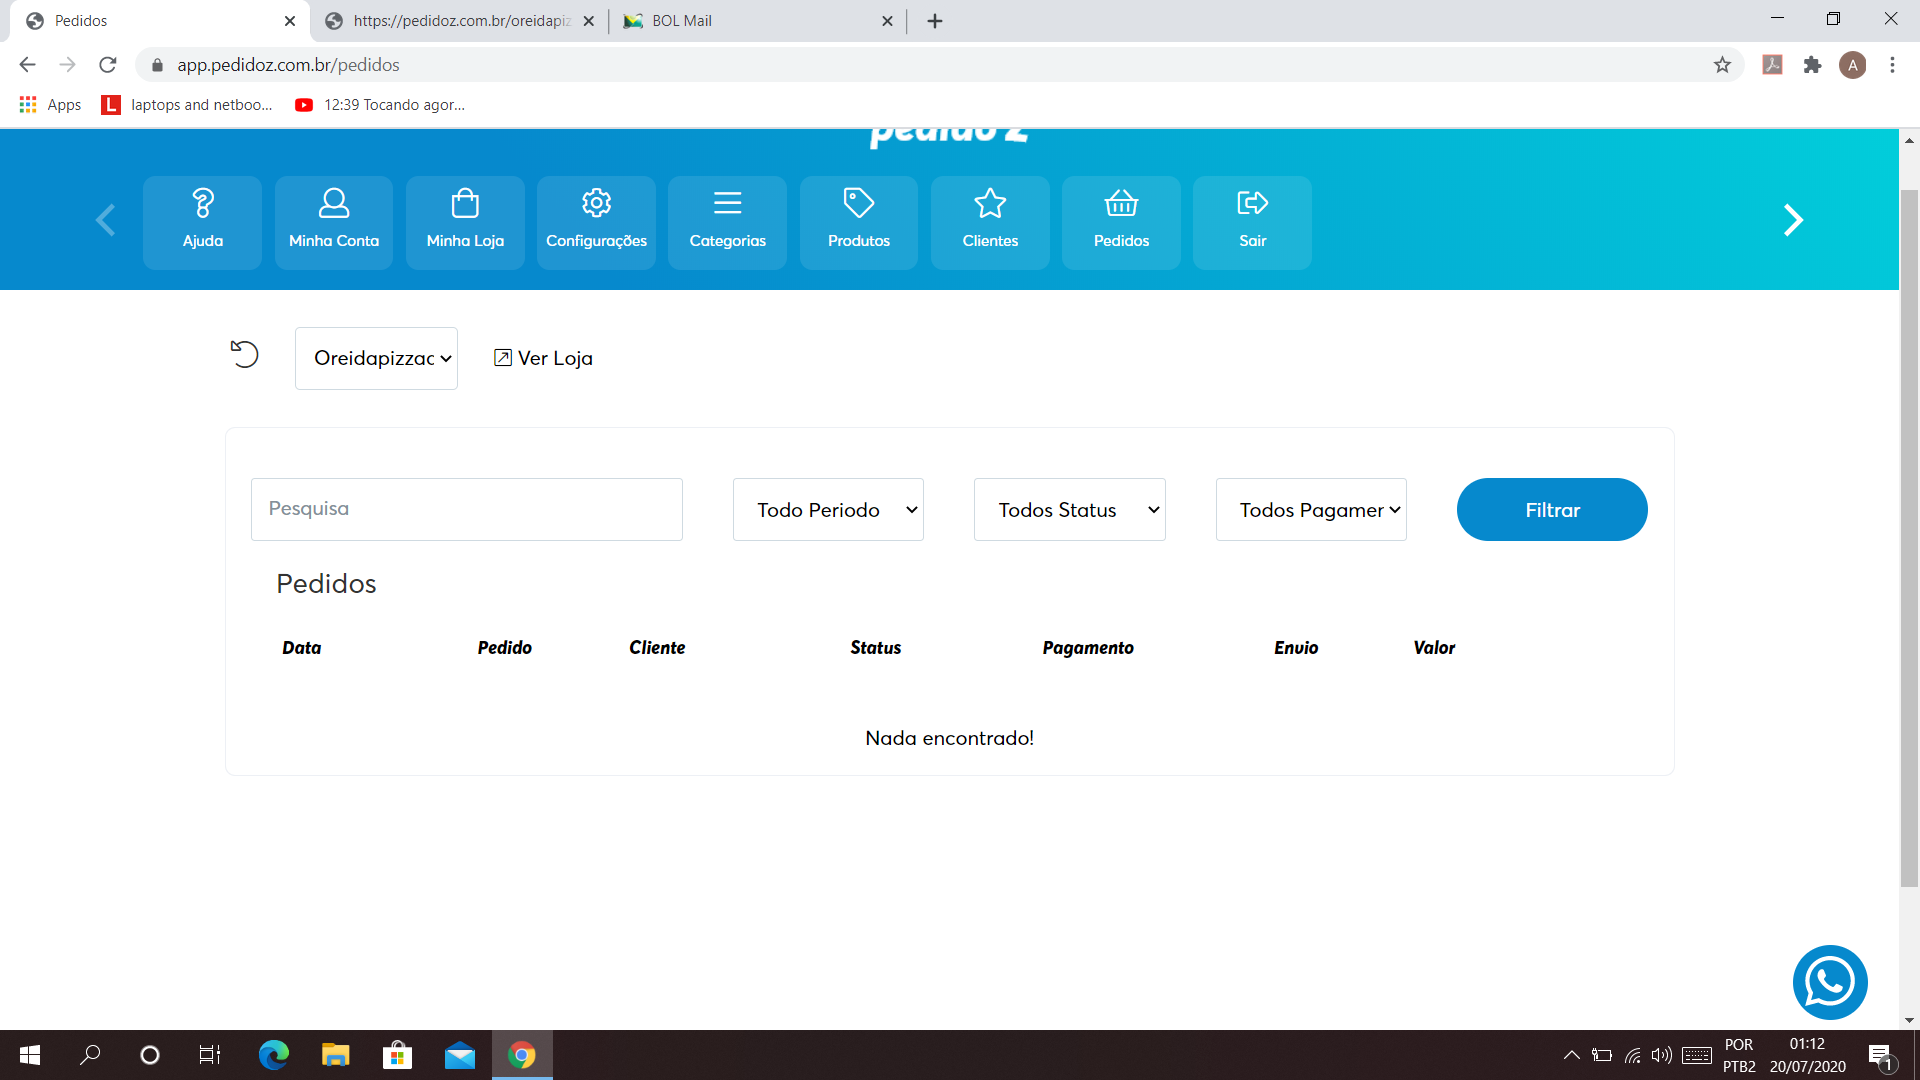 Pedidos
https://pedidoz.com.br/oreidapiz
BOL Mail
app.pedidoz.com.br/pedidos
A
Apps
L
laptops and netboo...
12:39 Tocando agor...
pedido z
Ajuda
Minha Conta
Minha Loja
Configurações
Categorias
Produtos
Clientes
Pedidos
Sair
Oreidapizzac
Ver Loja
Pesquisa
Todo Periodo
Todos Status
Todos Pagamer
Filtrar
Pedidos
Data Pedido Cliente Status Pagamento Envio Valor
Nada encontrado!
POR
PTB2
01:12
20/07/2020
1